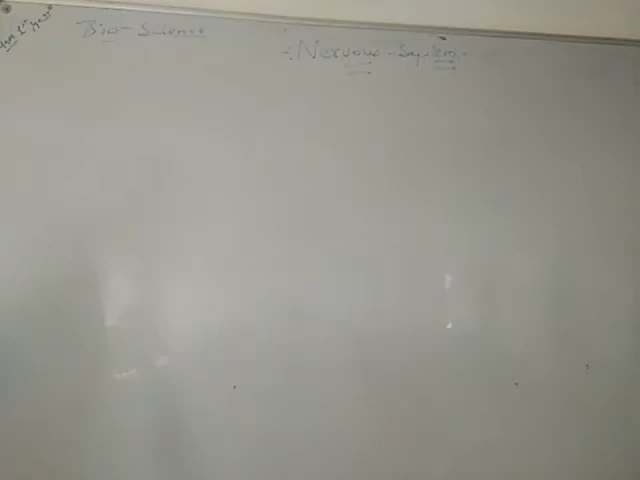 Bio - Science
:Nervous - System.-